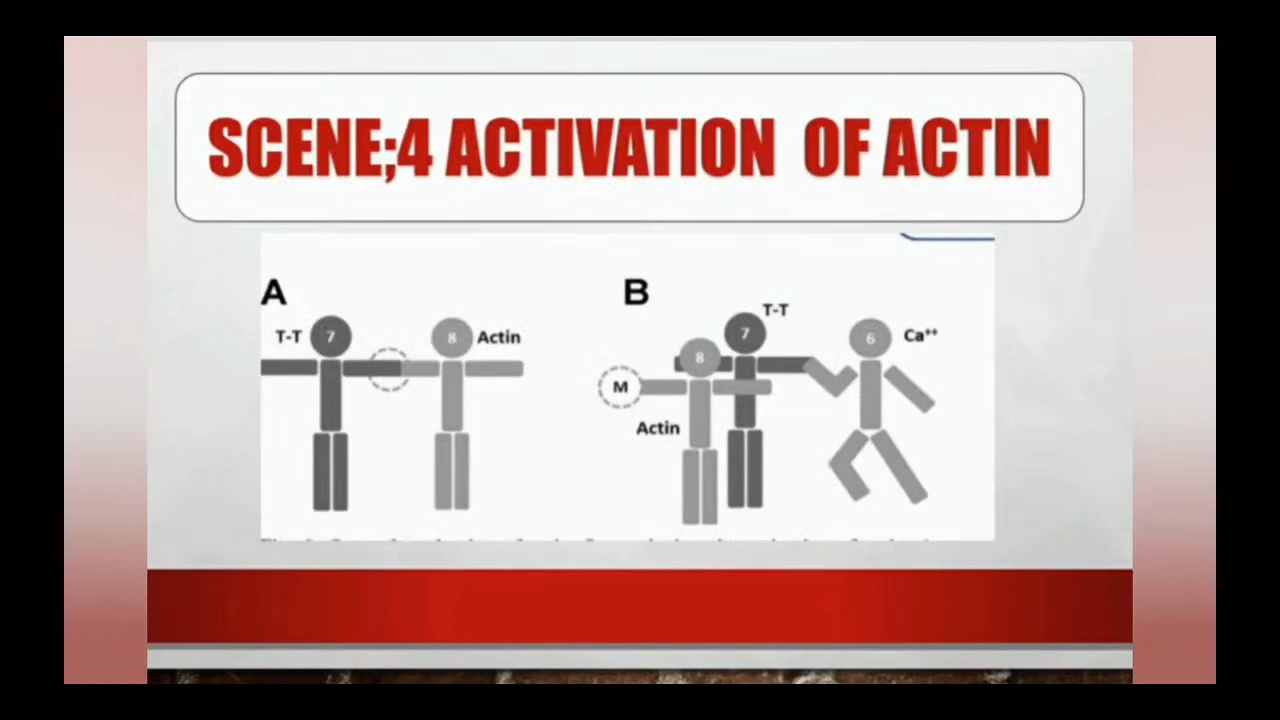 SCENE;4 ACTIVATION OF ACTIN
A
B
T-T
7
8
Actin
T-T
7
8
6
Ca⁺⁺
M
Actin